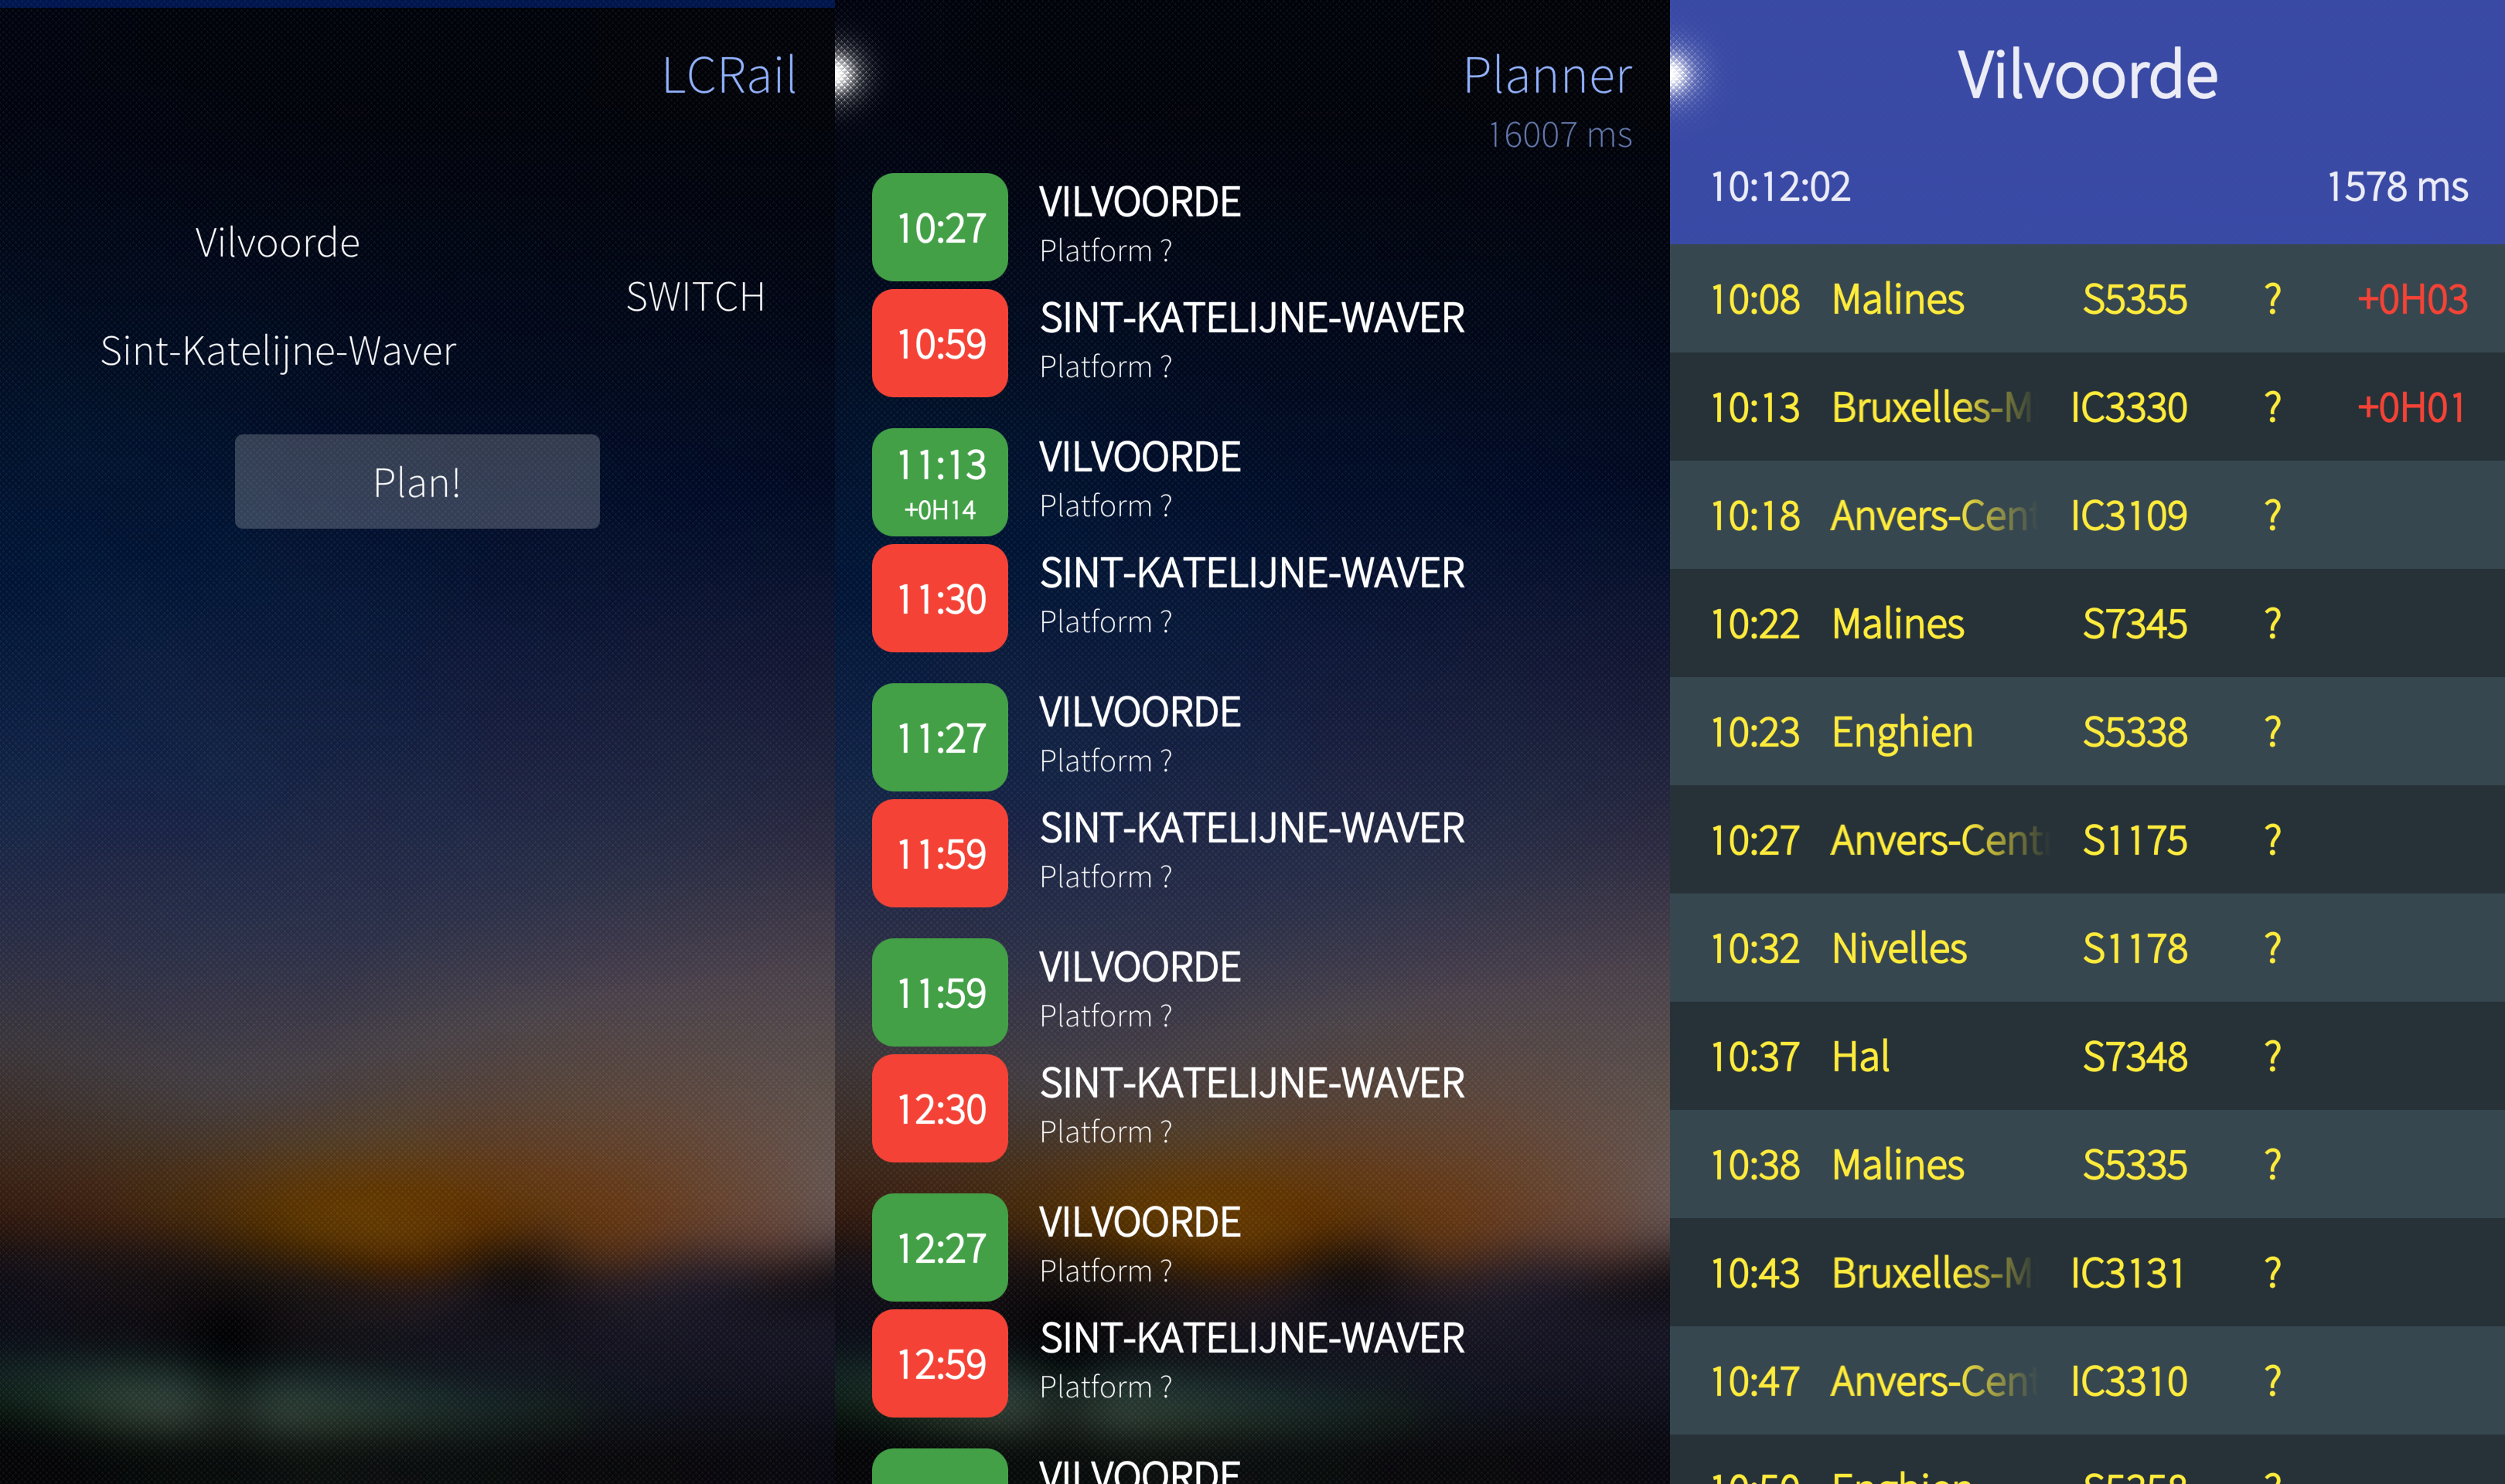 LCRail
Vilvoorde
SWITCH
Sint-Katelijne-Waver
Plan!
Planner
16007 ms
10:27 VILVOORDE
Platform ?
10:59 SINT-KATELIJNE-WAVER
Platform ?
11:13 VILVOORDE
+0H14 Platform ?
11:30 SINT-KATELIJNE-WAVER
Platform ?
11:27 VILVOORDE
Platform ?
11:59 SINT-KATELIJNE-WAVER
Platform ?
11:59 VILVOORDE
Platform ?
12:30 SINT-KATELIJNE-WAVER
Platform ?
12:27 VILVOORDE
Platform ?
12:59 SINT-KATELIJNE-WAVER
Platform ?
VILVOORDE
Vilvoorde
10:12:02 1578 ms
10:08 Malines S5355 ? +0H03
10:13 Bruxelles-M IC3330 ? +0H01
10:18 Anvers-Cent IC3109 ?
10:22 Malines S7345 ?
10:23 Enghien S5338 ?
10:27 Anvers-Cent S1175 ?
10:32 Nivelles S1178 ?
10:37 Hal S7348 ?
10:38 Malines S5335 ?
10:43 Bruxelles-M IC3131 ?
10:47 Anvers-Cent IC3310 ?
Enghien ?